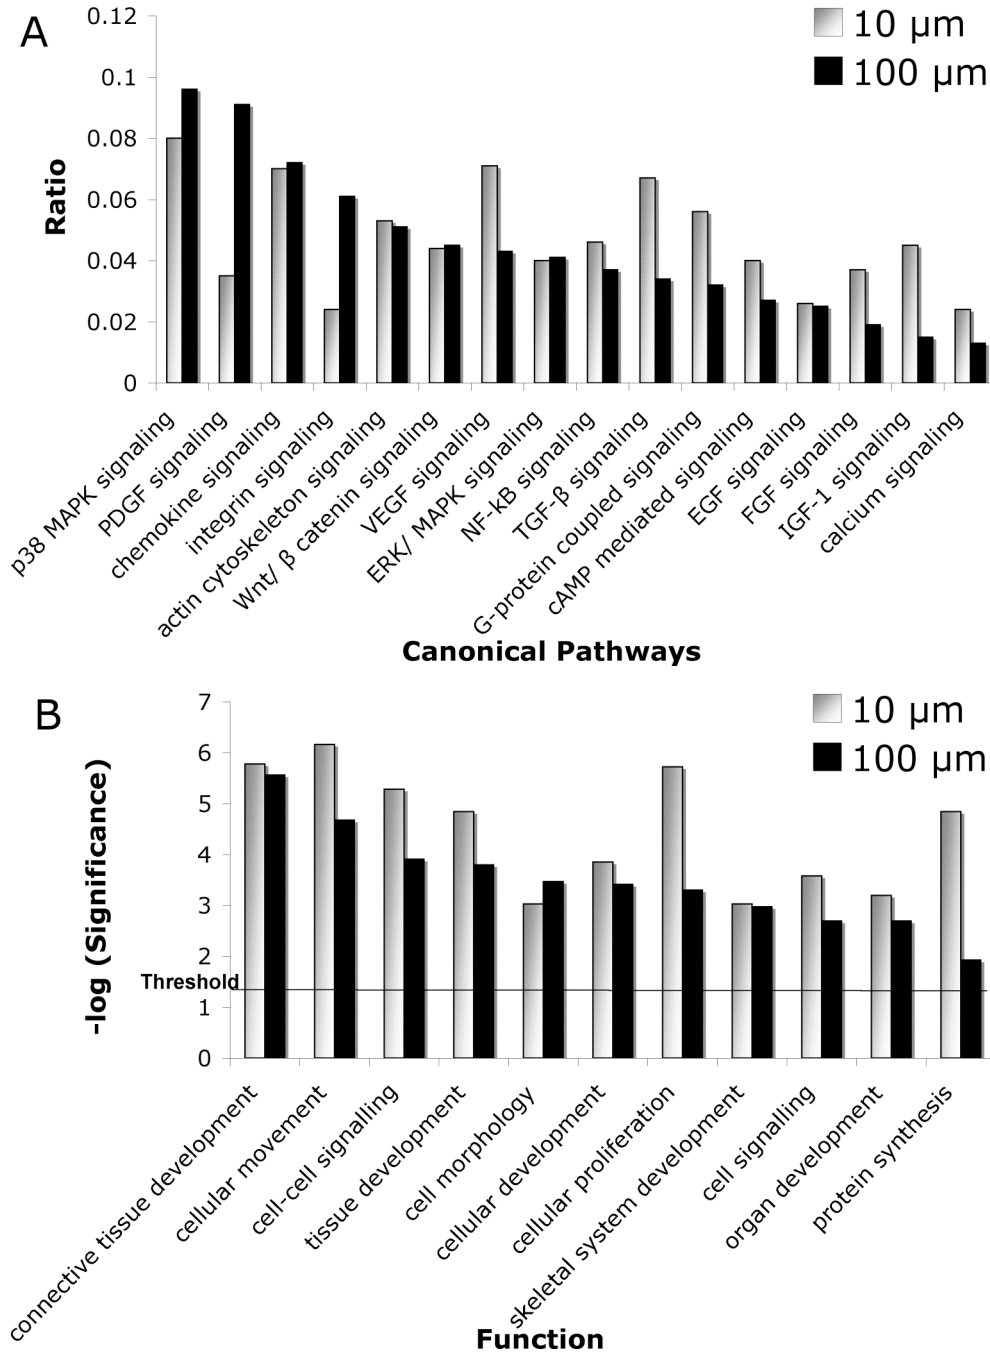 A
10 µm
100 µm
0.12
0.1
0.08
0.06
0.04
0.02
0
Ratio
p38 MAPK signaling
PDGF signaling
chemokine signaling
integrin signaling
actin cytoskeleton signaling
Wnt/ β catenin signaling
VEGF signaling
ERK/ MAPK signaling
NF-kB signaling
TGF-β signaling
G-protein coupled signaling
cAMP mediated signaling
EGF signaling
FGF signaling
IGF-1 signaling
calcium signaling
Canonical Pathways
B
10 µm
100 µm
7
6
5
4
3
2
1
0
-log (Significance)
Threshold
connective tissue development
cellular movement
cell-cell signalling
tissue development
cell morphology
cellular development
cellular proliferation
skeletal system development
cell signalling
organ development
protein synthesis
Function